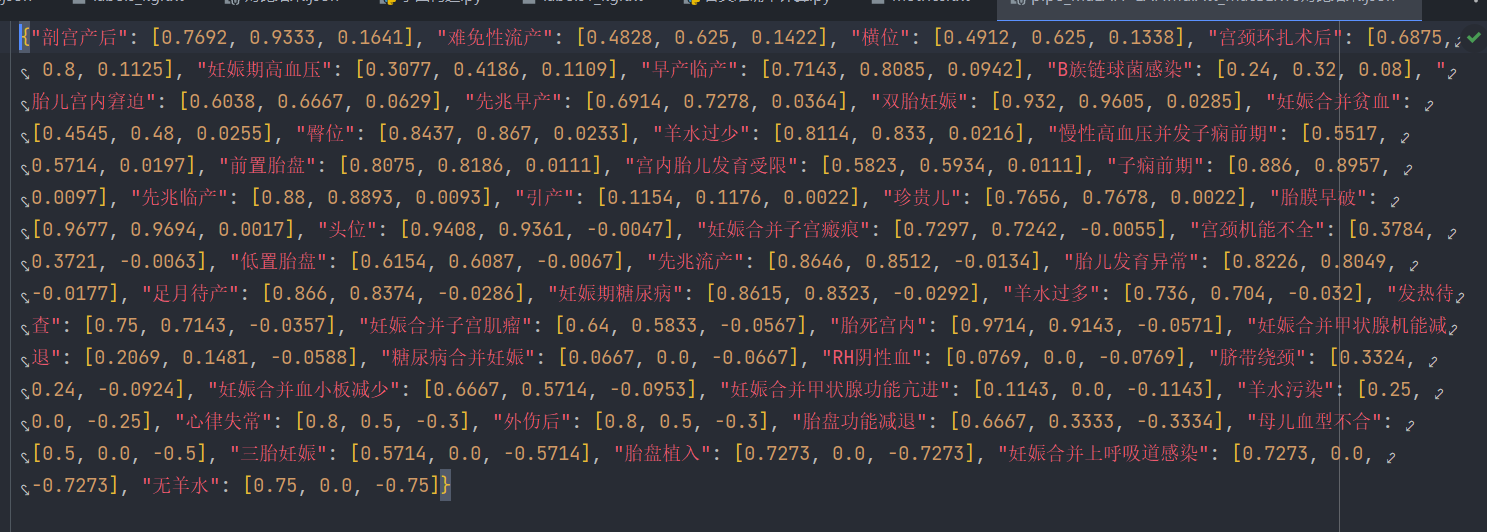 {"剖宫产后": [0.7692, 0.9333, 0.1641], "难免性流产": [0.4828, 0.625, 0.1422], "横位": [0.4912, 0.625, 0.1338], "宫颈环扎术后": [0.6875,
0.8, 0.1125], "妊娠期高血压": [0.3077, 0.4186, 0.1109], "早产临产": [0.7143, 0.8085, 0.0942], "B族链球菌感染": [0.24, 0.32, 0.08], "
胎儿宫内窘迫": [0.6038, 0.6667, 0.0629], "先兆早产": [0.6914, 0.7278, 0.0364], "双胎妊娠": [0.932, 0.9605, 0.0285], "妊娠合并贫血":
[0.4545, 0.48, 0.0255], "臀位": [0.8437, 0.867, 0.0233], "羊水过少": [0.8114, 0.833, 0.0216], "慢性高血压并发子痫前期": [0.5517,
0.5714, 0.0197], "前置胎盘": [0.8075, 0.8186, 0.0111], "宫内胎儿发育受限": [0.5823, 0.5934, 0.0111], "子痫前期": [0.886, 0.8957,
0.0097], "先兆临产": [0.88, 0.8893, 0.0093], "引产": [0.1154, 0.1176, 0.0022], "珍贵儿": [0.7656, 0.7678, 0.0022], "胎膜早破":
[0.9677, 0.9694, 0.0017], "头位": [0.9408, 0.9361, -0.0047], "妊娠合并子宫瘢痕": [0.7297, 0.7242, -0.0055], "宫颈机能不全": [0.3784,
0.3721, -0.0063], "低置胎盘": [0.6154, 0.6087, -0.0067], "先兆流产": [0.8646, 0.8512, -0.0134], "胎儿发育异常": [0.8226, 0.8049,
-0.0177], "足月待产": [0.866, 0.8374, -0.0286], "妊娠期糖尿病": [0.8615, 0.8323, -0.0292], "羊水过多": [0.736, 0.704, -0.032], "发热待
查": [0.75, 0.7143, -0.0357], "妊娠合并子宫肌瘤": [0.64, 0.5833, -0.0567], "胎死宫内": [0.9714, 0.9143, -0.0571], "妊娠合并甲状腺机能减
退": [0.2069, 0.1481, -0.0588], "糖尿病合并妊娠": [0.0667, 0.0, -0.0667], "RH阴性血": [0.0769, 0.0, -0.0769], "脐带绕颈": [0.3324,
0.24, -0.0924], "妊娠合并血小板减少": [0.6667, 0.5714, -0.0953], "妊娠合并甲状腺功能亢进": [0.1143, 0.0, -0.1143], "羊水污染": [0.25,
0.0, -0.25], "心律失常": [0.8, 0.5, -0.3], "外伤后": [0.8, 0.5, -0.3], "胎盘功能减退": [0.6667, 0.3333, -0.3334], "母儿血型不合":
[0.5, 0.0, -0.5], "三胎妊娠": [0.5714, 0.0, -0.5714], "胎盘植入": [0.7273, 0.0, -0.7273], "妊娠合并上呼吸道感染": [0.7273, 0.0,
-0.7273], "无羊水": [0.75, 0.0, -0.75]}